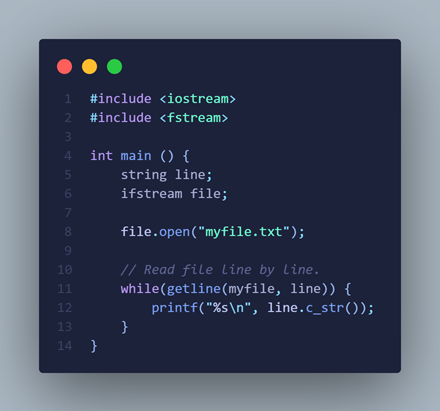 1 #include <iostream>
2 #include <fstream>
3
4 int main () {
5     string line;
6     ifstream file;
7
8     file.open("myfile.txt");
9
10     // Read file line by line.
11     while(getline(myfile, line)) {
12         printf("%s\n", line.c_str());
13     }
14 }